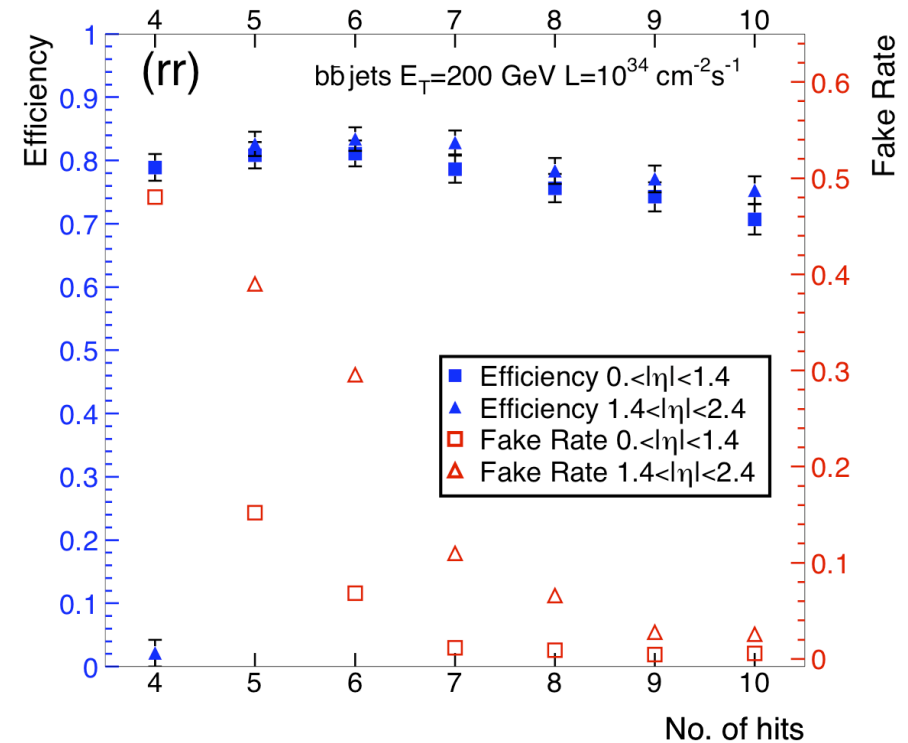 4 5 6 7 8 9 10
(rr)
bb̄ jets E_T=200 GeV L=10^34 cm^-2s^-1
Efficiency
1
0.9
0.8
0.7
0.6
0.5
0.4
0.3
0.2
0.1
0
Fake Rate
0.6
0.5
0.4
0.3
0.2
0.1
0
Efficiency 0.<|η|<1.4
Efficiency 1.4<|η|<2.4
Fake Rate 0.<|η|<1.4
Fake Rate 1.4<|η|<2.4
4 5 6 7 8 9 10
No. of hits